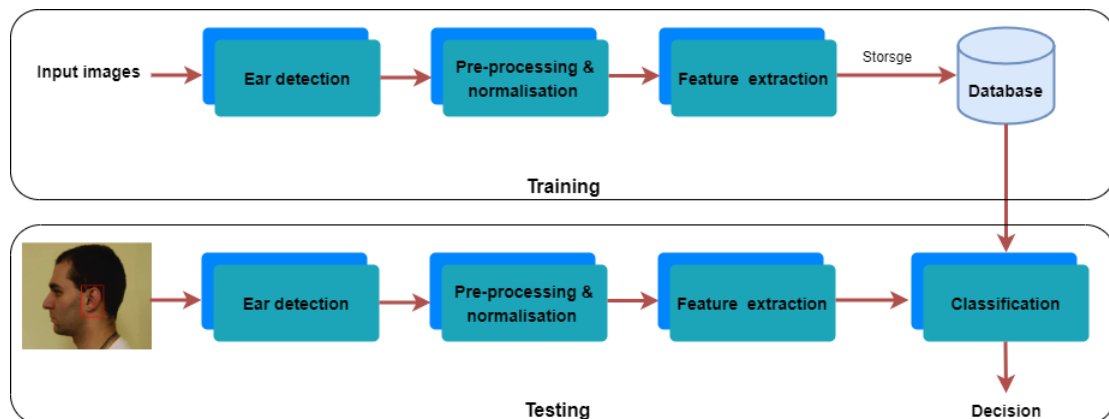 Input images
Ear detection
Pre-processing &
normalisation
Feature extraction
Storsge
Database
Training
Ear detection
Pre-processing &
normalisation
Feature extraction
Classification
Decision
Testing